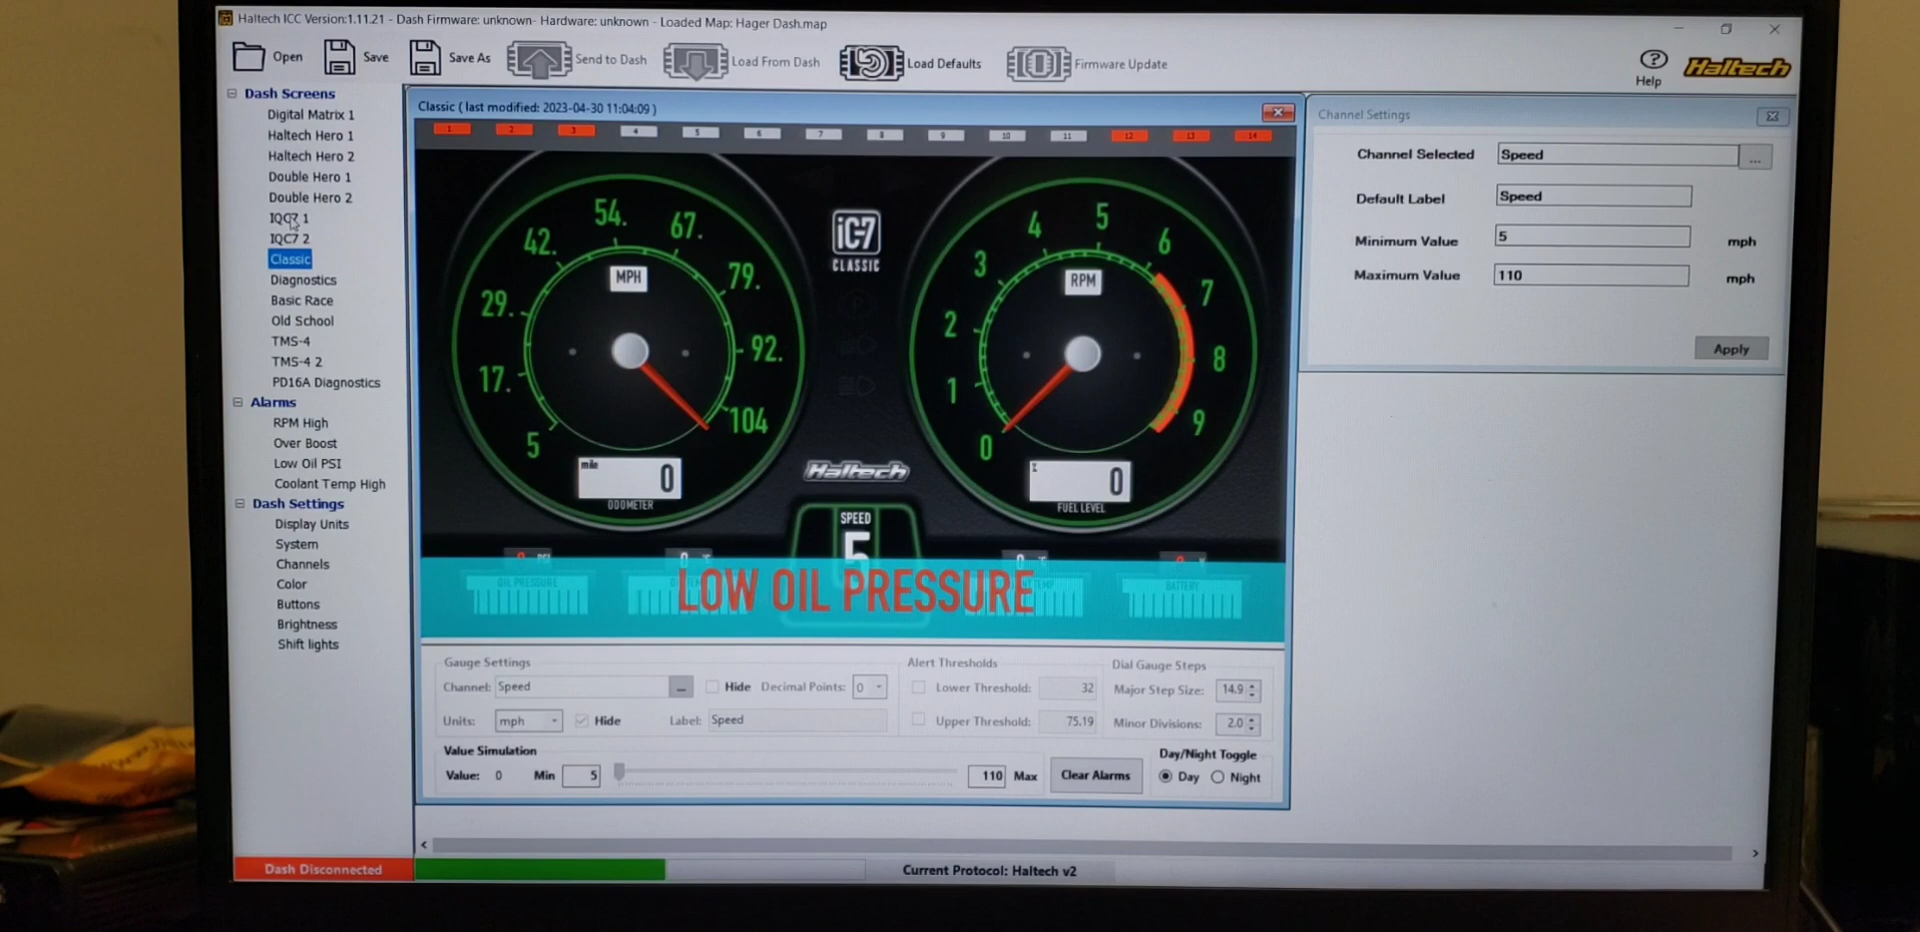 Haltech ICC Version:1.11.21 - Dash Firmware: unknown- Hardware: unknown - Loaded Map: Hager Dash.map
Open Save Save As Send to Dash Load From Dash Load Defaults Firmware Update Help Haltech
Dash Screens
Digital Matrix 1
Haltech Hero 1
Haltech Hero 2
Double Hero 1
Double Hero 2
IQC7 1
IQC7 2
Classic
Diagnostics
Basic Race
Old School
TMS-4
TMS-4 2
PD16A Diagnostics
Alarms
RPM High
Over Boost
Low Oil PSI
Coolant Temp High
Dash Settings
Display Units
System
Channels
Color
Buttons
Brightness
Shift lights
Classic ( last modified: 2023-04-30 11:04:09 )
1 2 3 4 5 6 7 8 9 10 11 12 13 14
5 17. 29. 42. 54. 67. 79. 92. 104
MPH
mile 0
ODOMETER
iC-7
CLASSIC
Haltech
0 1 2 3 4 5 6 7 8 9
RPM
0
FUEL LEVEL
SPEED
5
OIL PRESSURE
BATTERY
LOW OIL PRESSURE
Gauge Settings
Channel: Speed ... Hide Decimal Points: 0
Units: mph Hide Label: Speed
Alert Thresholds
Lower Threshold: 32
Upper Threshold: 75.19
Dial Gauge Steps
Major Step Size: 14.9
Minor Divisions: 2.0
Value Simulation
Value: 0 Min 5 110 Max Clear Alarms
Day/Night Toggle
Day Night
Channel Settings
Channel Selected Speed ...
Default Label Speed
Minimum Value 5 mph
Maximum Value 110 mph
Apply
Dash Disconnected
Current Protocol: Haltech v2